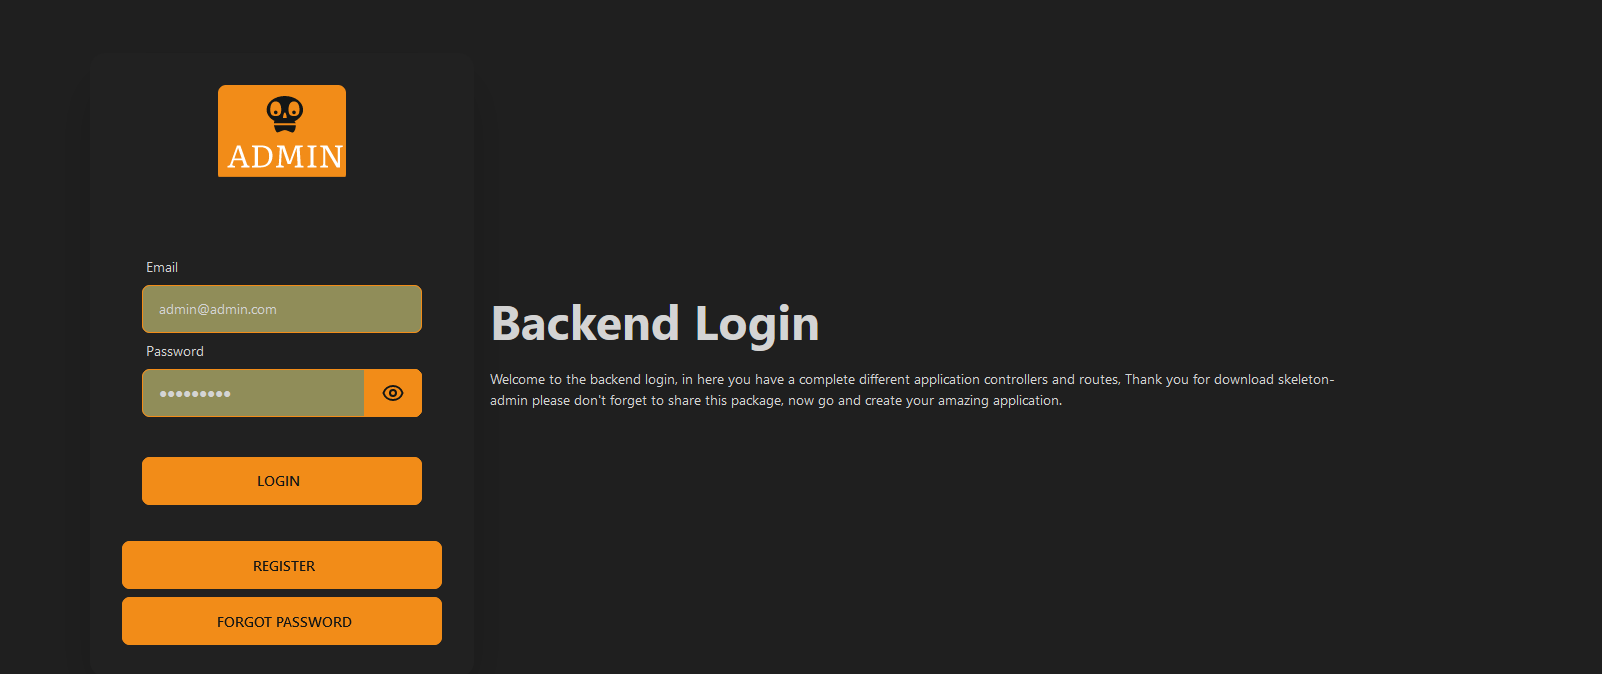 ADMIN
Email
admin@admin.com
Password
•••••••••
LOGIN
REGISTER
FORGOT PASSWORD
Backend Login
Welcome to the backend login, in here you have a complete different application controllers and routes, Thank you for download skeleton-
admin please don't forget to share this package, now go and create your amazing application.